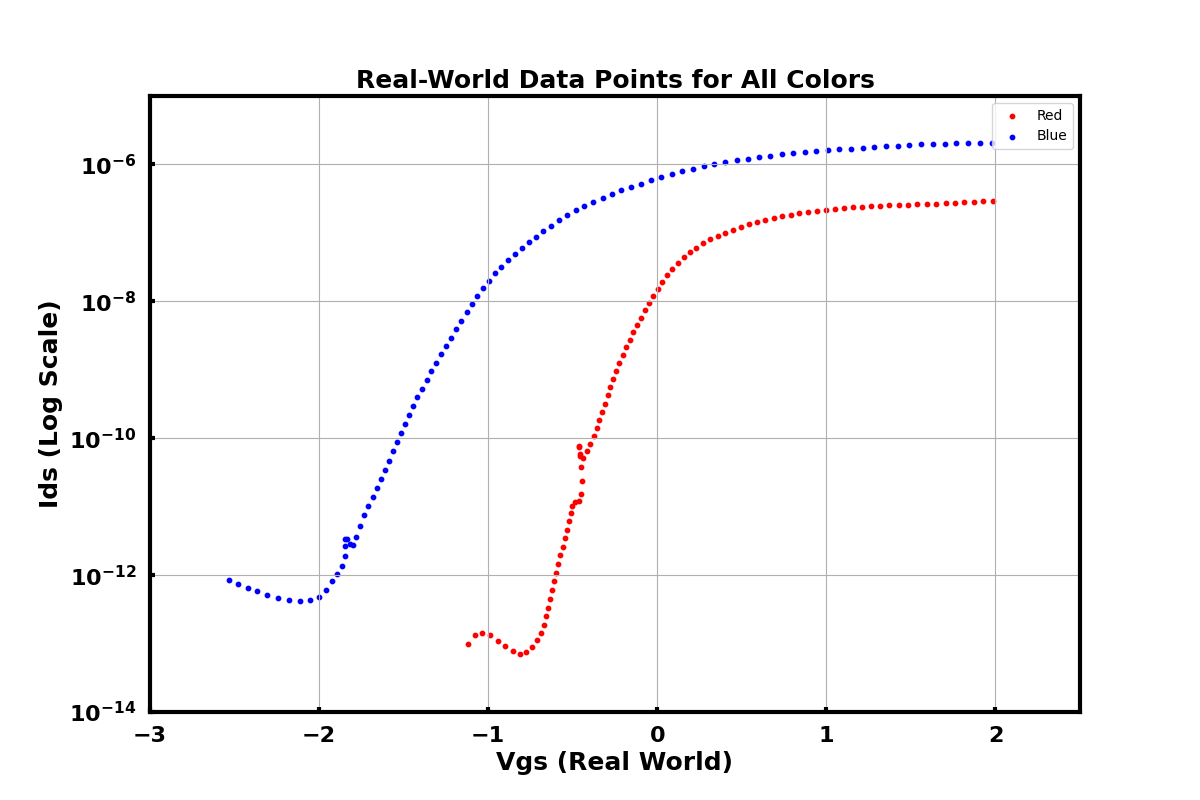 Real-World Data Points for All Colors
Red
Blue
10⁻⁶
10⁻⁸
10⁻¹⁰
10⁻¹²
10⁻¹⁴
Ids (Log Scale)
−3 −2 −1 0 1 2
Vgs (Real World)